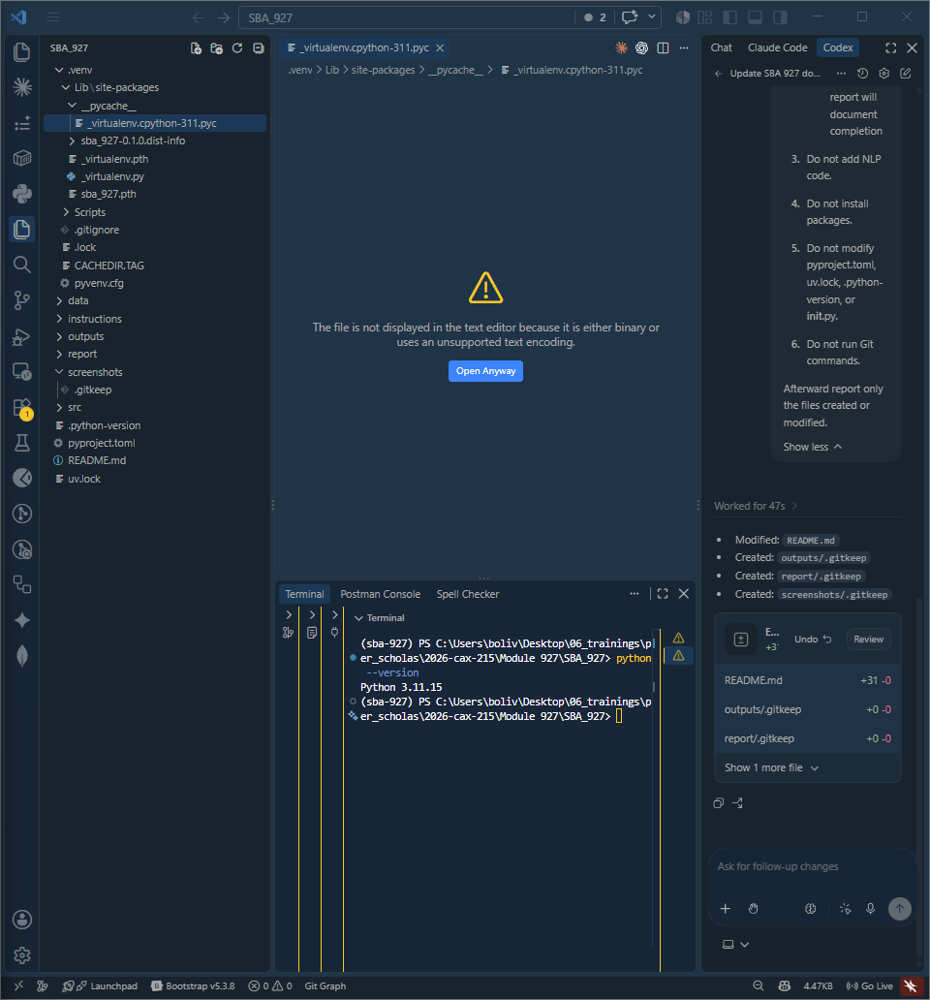 SBA_927
2
SBA_927
.venv
Lib\site-packages
__pycache__
_virtualenv.cpython-311.pyc
sba_927-0.1.0.dist-info
_virtualenv.pth
_virtualenv.py
sba_927.pth
Scripts
.gitignore
.lock
CACHEDIR.TAG
pyvenv.cfg
data
instructions
outputs
report
screenshots
.gitkeep
src
.python-version
pyproject.toml
README.md
uv.lock
1
_virtualenv.cpython-311.pyc
.venv > Lib > site-packages > __pycache__ > _virtualenv.cpython-311.pyc
The file is not displayed in the text editor because it is either binary or
uses an unsupported text encoding.
Open Anyway
Terminal Postman Console Spell Checker
Terminal
(sba-927) PS C:\Users\boliv\Desktop\06_trainings\p
er_scholas\2026-cax-215\Module 927\SBA_927> python
--version
Python 3.11.15
(sba-927) PS C:\Users\boliv\Desktop\06_trainings\p
er_scholas\2026-cax-215\Module 927\SBA_927>
Chat Claude Code Codex
Update SBA 927 do...
report will
document
completion
3. Do not add NLP
code.
4. Do not install
packages.
5. Do not modify
pyproject.toml,
uv.lock, .python-
version, or
init.py.
6. Do not run Git
commands.
Afterward report only
the files created or
modified.
Show less
Worked for 47s
Modified: README.md
Created: outputs/.gitkeep
Created: report/.gitkeep
Created: screenshots/.gitkeep
E...
Undo
Review
README.md +31 -0
outputs/.gitkeep +0 -0
report/.gitkeep +0 -0
Show 1 more file
Ask for follow-up changes
Launchpad
Bootstrap v5.3.8
0 0
Git Graph
4.47KB
Go Live